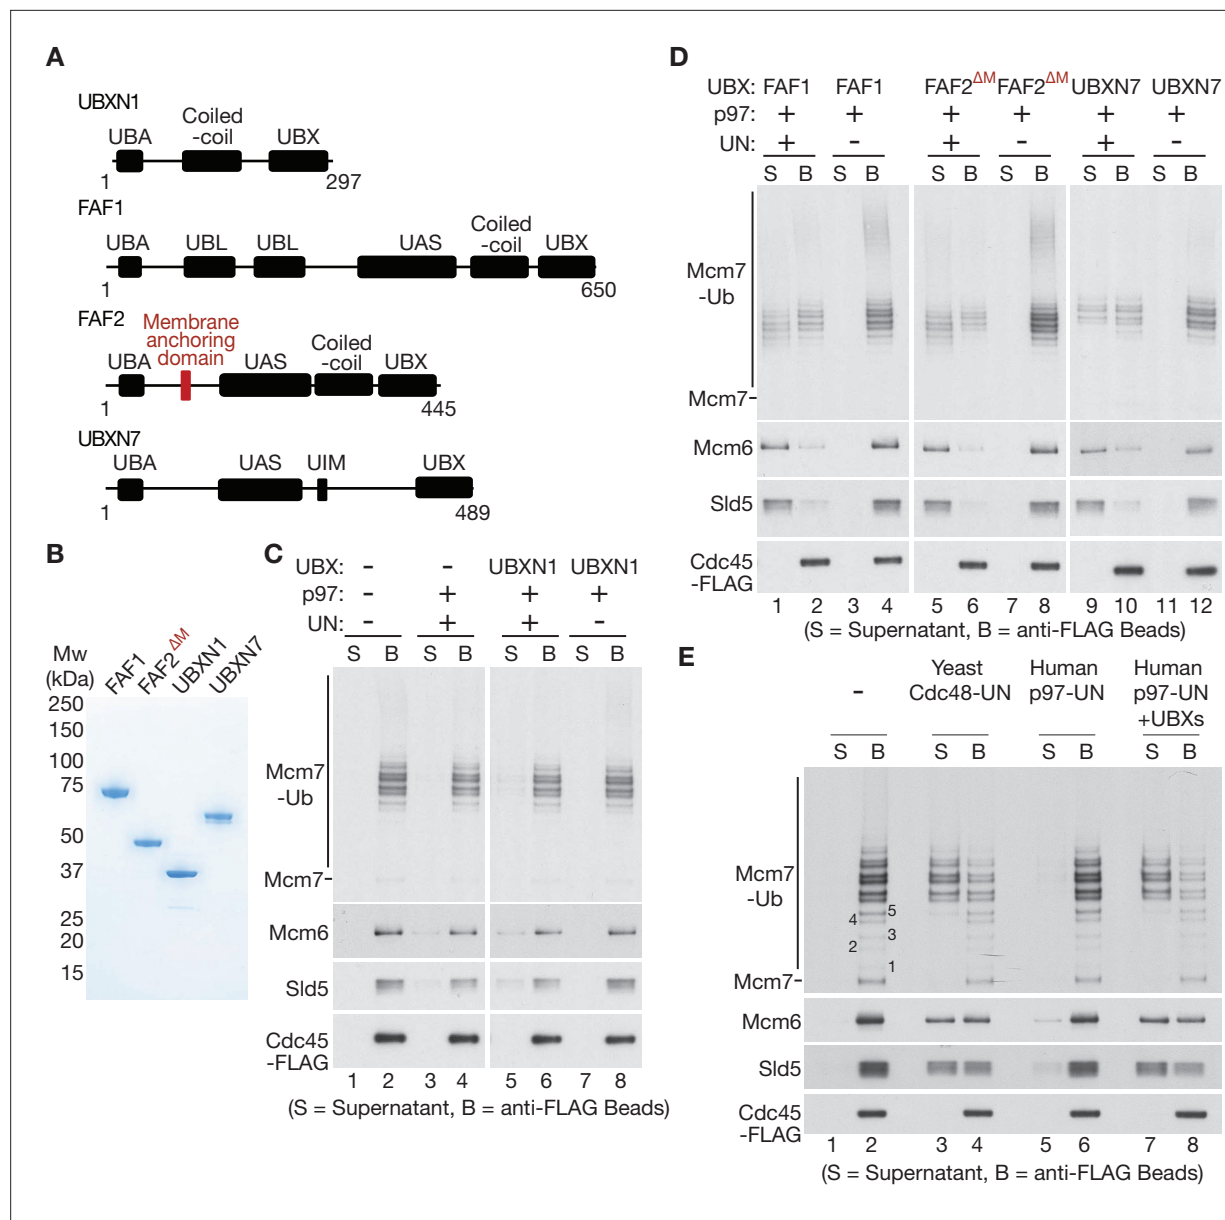 A
UBXN1
UBA
Coiled
-coil
UBX
1
297
FAF1
UBA
UBL
UBL
UAS
Coiled
-coil
UBX
1
650
FAF2
Membrane
anchoring
domain
UBA
UAS
Coiled
-coil
UBX
1
445
UBXN7
UBA
UAS
UIM
UBX
1
489
B
Mw
(kDa)
FAF1
FAF2ΔM
UBXN1
UBXN7
250
150
100
75
50
37
25
20
15
C
UBX: - - UBXN1 UBXN1
p97: - + + +
UN: - + + -
S B S B S B S B
Mcm7
-Ub
Mcm7-
Mcm6
Sld5
Cdc45
-FLAG
1 2 3 4 5 6 7 8
(S = Supernatant, B = anti-FLAG Beads)
D
UBX: FAF1 FAF1 FAF2ΔM FAF2ΔM UBXN7 UBXN7
p97: + + + + + +
UN: + - + - + -
S B S B S B S B S B S B
Mcm7
-Ub
Mcm7-
Mcm6
Sld5
Cdc45
-FLAG
1 2 3 4 5 6 7 8 9 10 11 12
(S = Supernatant, B = anti-FLAG Beads)
E
-
Yeast
Cdc48-UN
Human
p97-UN
Human
p97-UN
+UBXs
S B S B S B S B
Mcm7
-Ub
5
4
3
2
1
Mcm7-
Mcm6
Sld5
Cdc45
-FLAG
1 2 3 4 5 6 7 8
(S = Supernatant, B = anti-FLAG Beads)